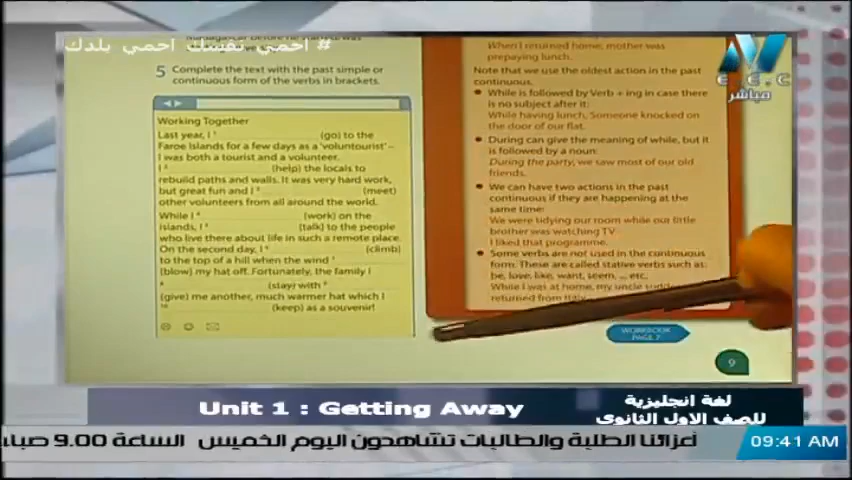 # احمي نفسك احمي بلدك
5 Complete the text with the past simple or
continuous form of the verbs in brackets.
Working Together
Last year, I 1 (go) to the
Faroe Islands for a few days as a 'voluntourist' –
I was both a tourist and a volunteer.
I 2 (help) the locals to
rebuild paths and walls. It was very hard work,
but great fun and I 3 (meet)
other volunteers from all around the world.
While I 4 (work) on the
islands, I 5 (talk) to the people
who live there about life in such a remote place.
On the second day, I 6 (climb)
to the top of a hill when the wind 7
(blow) my hat off. Fortunately, the family I
8 (stay) with 9
(give) me another, much warmer hat which I
10 (keep) as a souvenir!
When I returned home, mother was
prepaying lunch.
Note that we use the oldest action in the past
continuous.
• While is followed by Verb + ing in case there
is no subject after it:
While having lunch, Someone knocked on
the door of our flat.
• During can give the meaning of while, but it
is followed by a noun:
During the party, we saw most of our old
friends.
• We can have two actions in the past
continuous if they are happening at the
same time:
We were tidying our room while our little
brother was watching TV.
I liked that programme.
• Some verbs are not used in the continuous
form. These are called stative verbs such as:
be, love, like, want, seem, ... etc.
While I was at home, my uncle
returned from Italy.
WORKBOOK
PAGE 7
9
E.E.C
مباشر
Unit 1 : Getting Away
لغة انجليزية
للصف الاول الثانوى
أعزائنا الطلبة والطالبات تشاهدون اليوم الخميس الساعة 9.00
09:41 AM